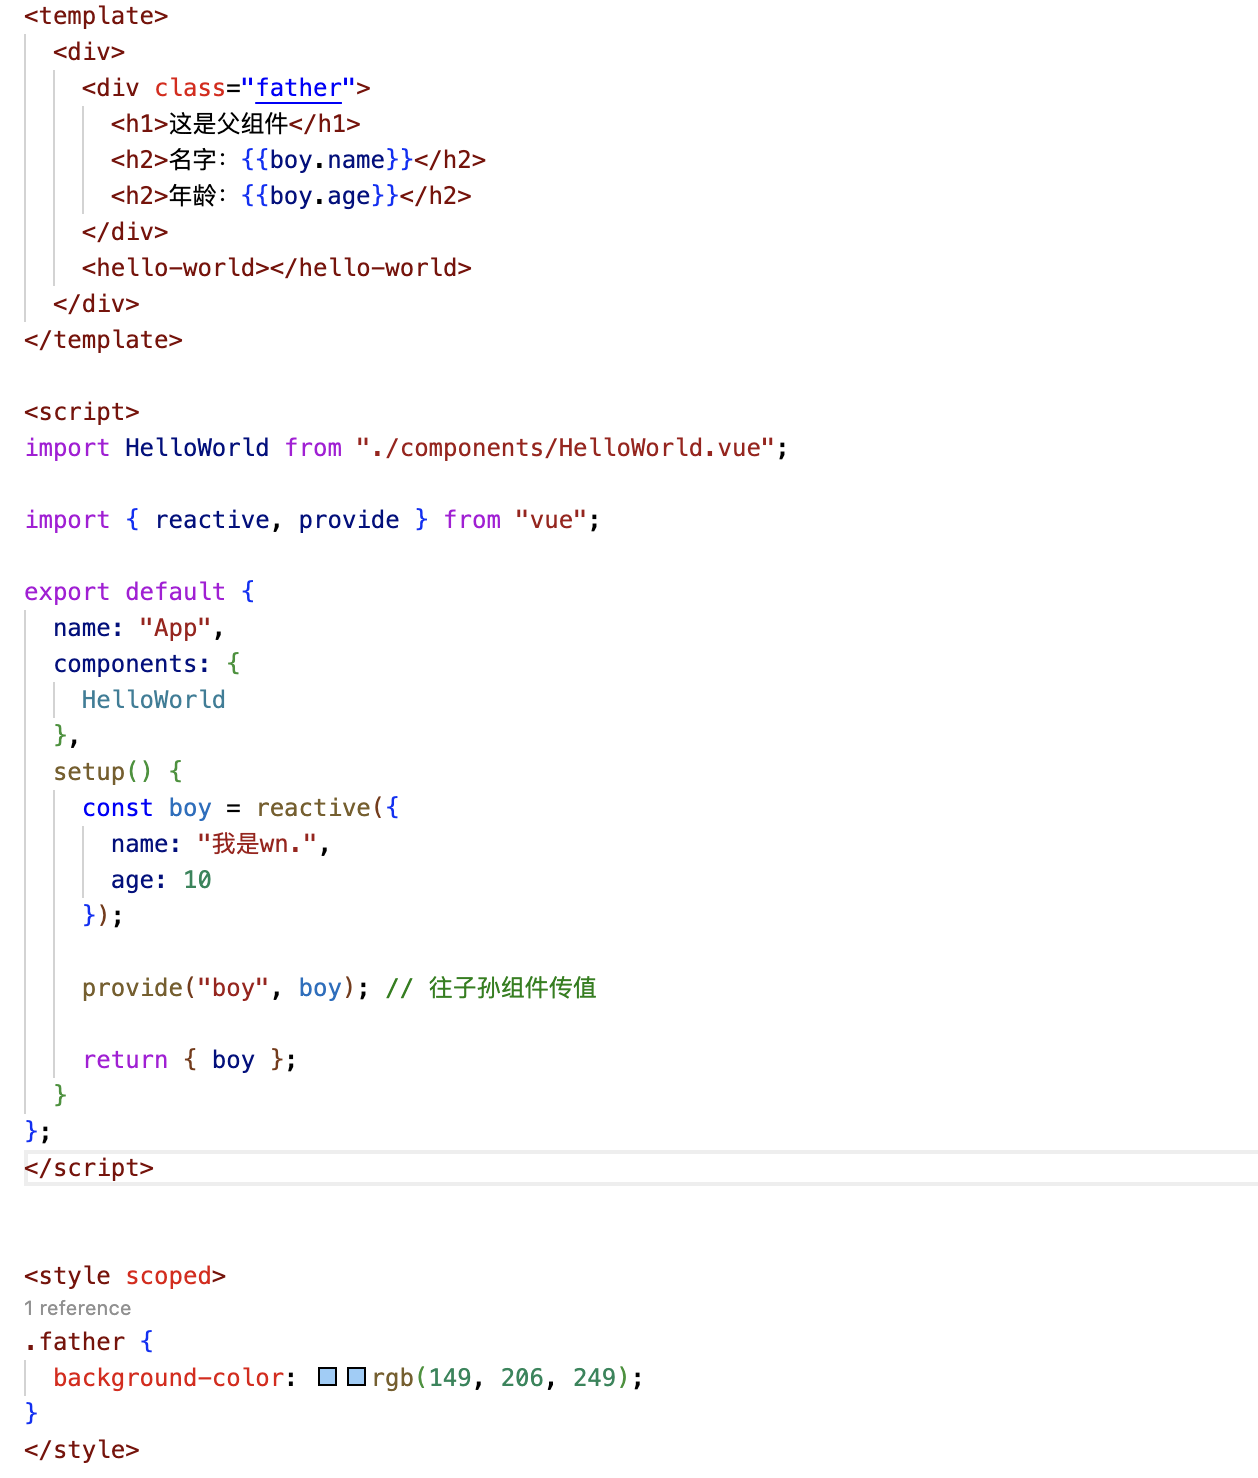 <template>
<div>
<div class="father">
<h1>这是父组件</h1>
<h2>名字：{{boy.name}}</h2>
<h2>年龄：{{boy.age}}</h2>
</div>
<hello-world></hello-world>
</div>
</template>
<script>
import HelloWorld from "./components/HelloWorld.vue";
import { reactive, provide } from "vue";
export default {
name: "App",
components: {
HelloWorld
},
setup() {
const boy = reactive({
name: "我是wn.",
age: 10
});
provide("boy", boy); // 往子孙组件传值
return { boy };
}
};
</script>
<style scoped>
1 reference
.father {
background-color: rgb(149, 206, 249);
}
</style>